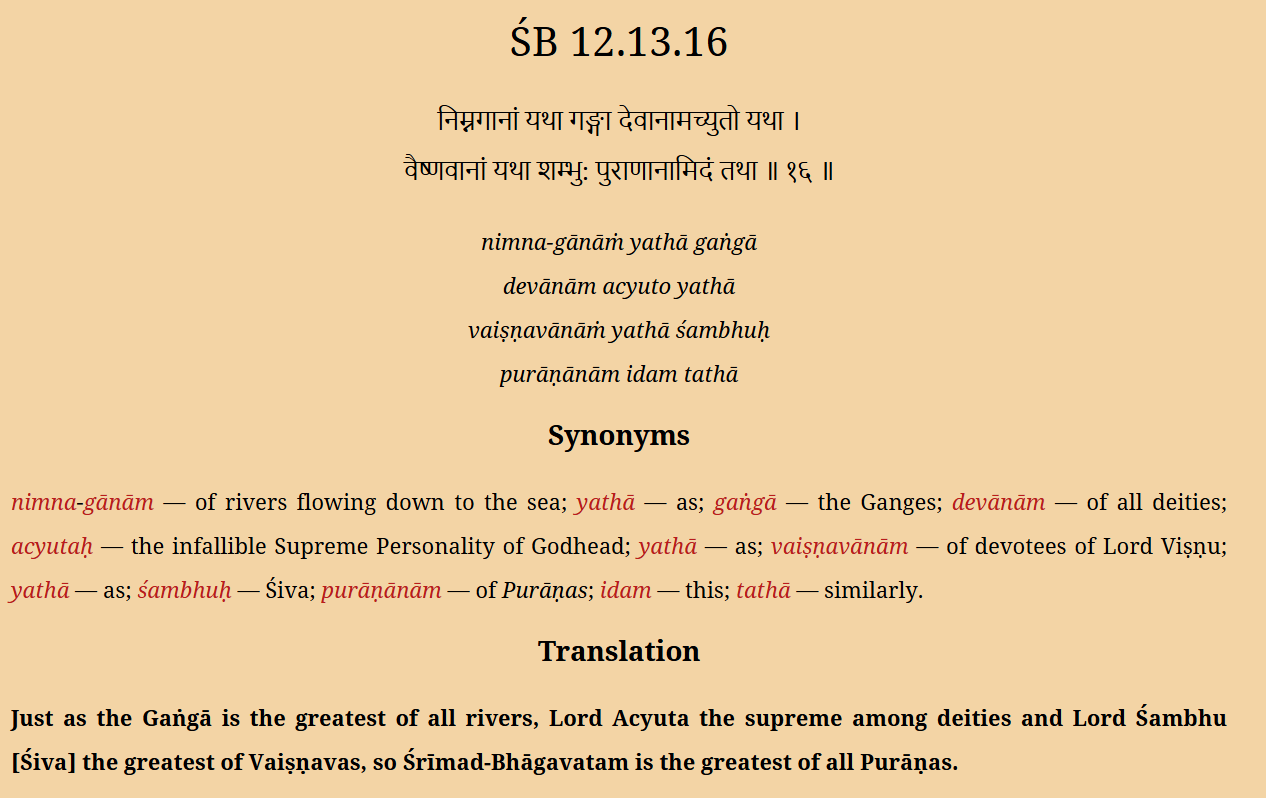 ŚB 12.13.16
निम्नगानां यथा गङ्गा देवानामच्युतो यथा ।
वैष्णवानां यथा शम्भु: पुराणानामिदं तथा ॥ १६ ॥
nimna-gānāṁ yathā gaṅgā
devānām acyuto yathā
vaiṣṇavānāṁ yathā śambhuḥ
purāṇānām idam tathā
Synonyms
nimna-gānām — of rivers flowing down to the sea; yathā — as; gaṅgā — the Ganges; devānām — of all deities;
acyutaḥ — the infallible Supreme Personality of Godhead; yathā — as; vaiṣṇavānām — of devotees of Lord Viṣṇu;
yathā — as; śambhuḥ — Śiva; purāṇānām — of Purāṇas; idam — this; tathā — similarly.
Translation
Just as the Gaṅgā is the greatest of all rivers, Lord Acyuta the supreme among deities and Lord Śambhu
[Śiva] the greatest of Vaiṣṇavas, so Śrīmad-Bhāgavatam is the greatest of all Purāṇas.